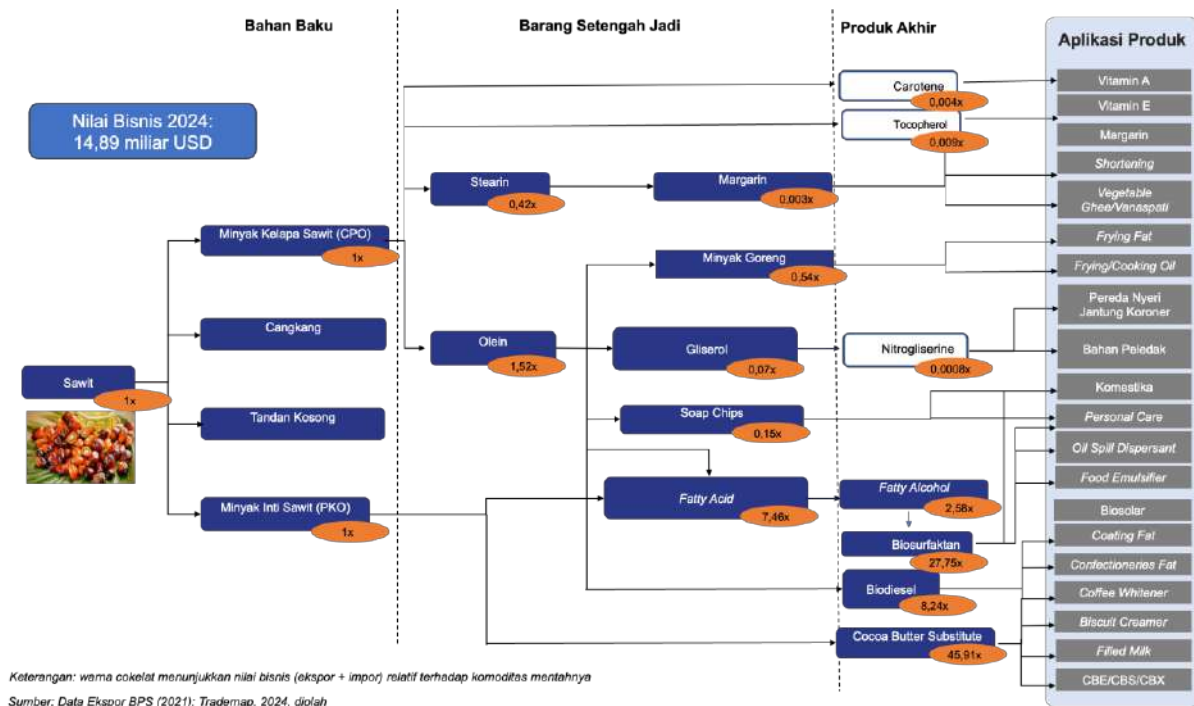 Bahan Baku
Barang Setengah Jadi
Produk Akhir
Aplikasi Produk
Nilai Bisnis 2024:
14,89 miliar USD
Sawit
1x
Minyak Kelapa Sawit (CPO)
1x
Cangkang
Tandan Kosong
Minyak Inti Sawit (PKO)
1x
Stearin
0,42x
Olein
1,52x
Margarin
0,003x
Minyak Goreng
0,54x
Gliserol
0,07x
Soap Chips
0,15x
Fatty Acid
7,46x
Carotene
0,004x
Tocopherol
0,009x
Nitrogliserine
0,0008x
Fatty Alcohol
2,58x
Biosurfaktan
27,75x
Biodiesel
8,24x
Cocoa Butter Substitute
45,91x
Vitamin A
Vitamin E
Margarin
Shortening
Vegetable
Ghee/Vanaspati
Frying Fat
Frying/Cooking Oil
Pereda Nyeri
Jantung Koroner
Bahan Peledak
Komestika
Personal Care
Oil Spill Dispersant
Food Emulsifier
Biosolar
Coating Fat
Confectioneries Fat
Coffee Whitener
Biscuit Creamer
Filled Milk
CBE/CBS/CBX
Keterangan: warna cokelat menunjukkan nilai bisnis (ekspor + impor) relatif terhadap komoditas mentahnya
Sumber: Data Ekspor BPS (2021); Trademap, 2024, diolah